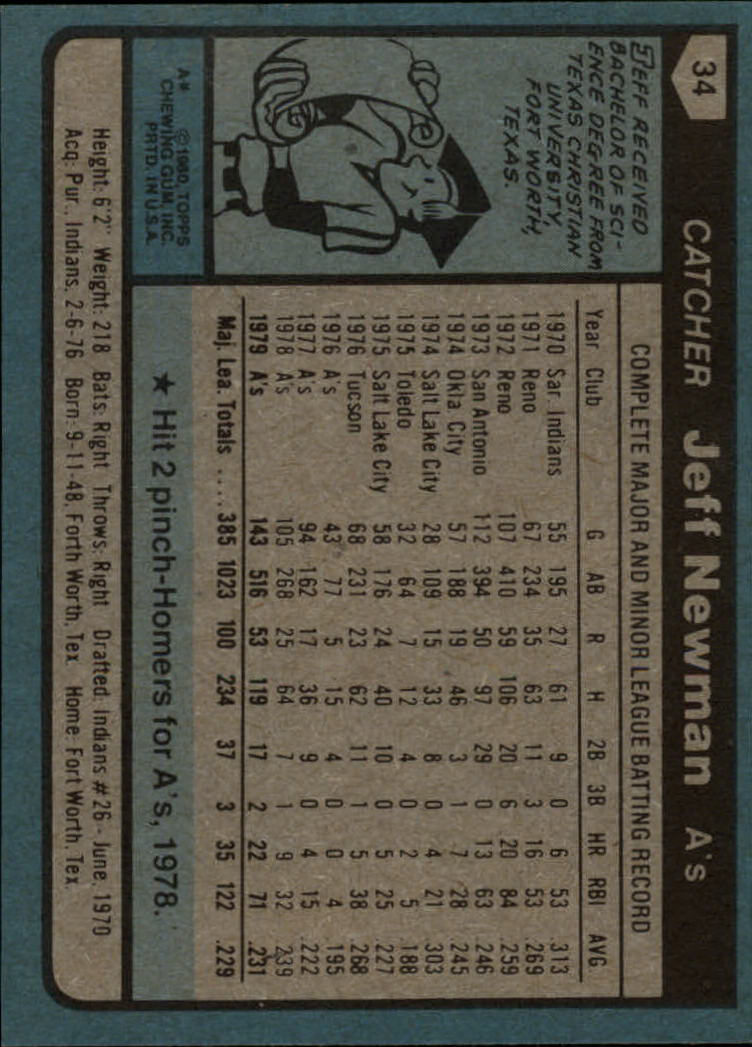 34
CATCHER Jeff Newman A's
JEFF RECEIVED
BACHELOR OF SCI-
ENCE DEGREE FROM
TEXAS CHRISTIAN
UNIVERSITY,
FORT WORTH,
TEXAS.
A* © 1980 TOPPS
CHEWING GUM, INC.
PRTD. IN U.S.A.
COMPLETE MAJOR AND MINOR LEAGUE BATTING RECORD
Year Club G AB R H 2B 3B HR RBI AVG
1970 Sar. Indians 55 195 27 61 9 0 6 53 .313
1971 Reno 67 234 35 63 11 3 16 53 .269
1972 Reno 107 410 59 106 20 6 20 84 .259
1973 San Antonio 112 394 50 97 29 0 13 63 .246
1974 Okla. City 57 188 19 46 3 1 7 28 .245
1974 Salt Lake City 28 109 15 33 8 0 4 21 .303
1975 Toledo 32 64 7 12 4 0 2 5 .188
1975 Salt Lake City 58 176 24 40 10 0 5 25 .227
1976 Tucson 68 231 23 62 11 1 5 38 .268
1976 A's 43 77 5 15 4 0 0 4 .195
1977 A's 94 162 17 36 9 0 4 15 .222
1978 A's 105 268 25 64 7 1 9 32 .239
1979 A's 143 516 53 119 17 2 22 71 .231
Maj. Lea. Totals .... 385 1023 100 234 37 3 35 122 .229
★ Hit 2 pinch-Homers for A's, 1978.
Height: 6'2" Weight: 218 Bats: Right Throws: Right Drafted: Indians #26 - June, 1970
Acq: Pur., Indians, 2-6-76 Born: 9-11-48, Forth Worth, Tex. Home: Fort Worth, Tex.